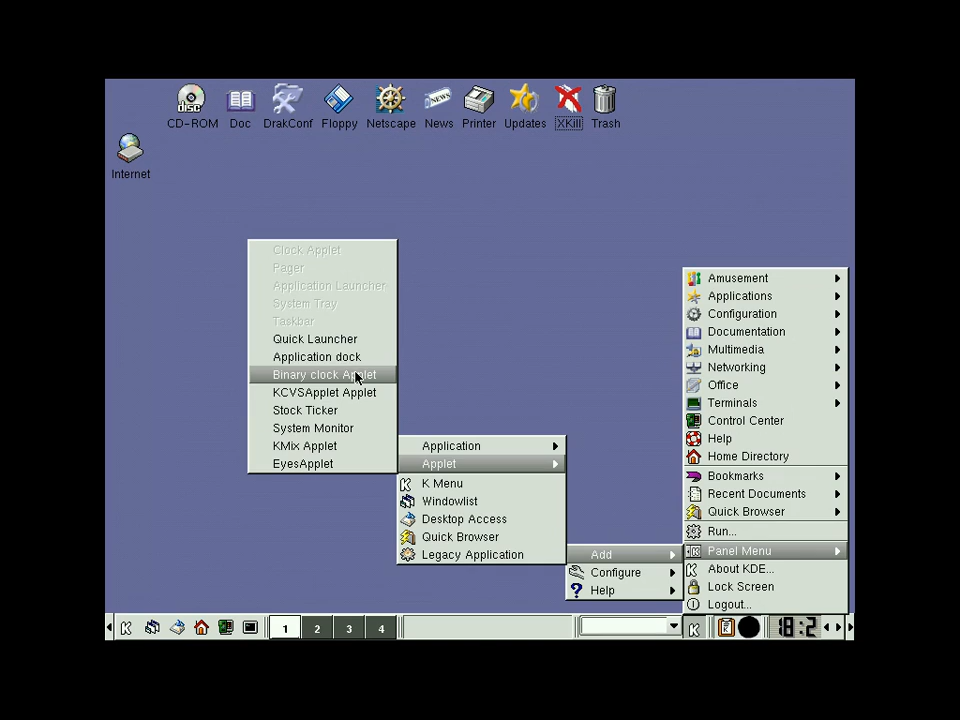 CD-ROM Doc DrakConf Floppy Netscape News Printer Updates XKill Trash
Internet
Clock Applet
Pager
Application Launcher
System Tray
Taskbar
Quick Launcher
Application dock
Binary clock Applet
KCVSApplet Applet
Stock Ticker
System Monitor
KMix Applet
EyesApplet
Application
Applet
K Menu
Windowlist
Desktop Access
Quick Browser
Legacy Application
Add
Configure
Help
Amusement
Applications
Configuration
Documentation
Multimedia
Networking
Office
Terminals
Control Center
Help
Home Directory
Bookmarks
Recent Documents
Quick Browser
Run...
Panel Menu
About KDE...
Lock Screen
Logout...
1 2 3 4
18:2